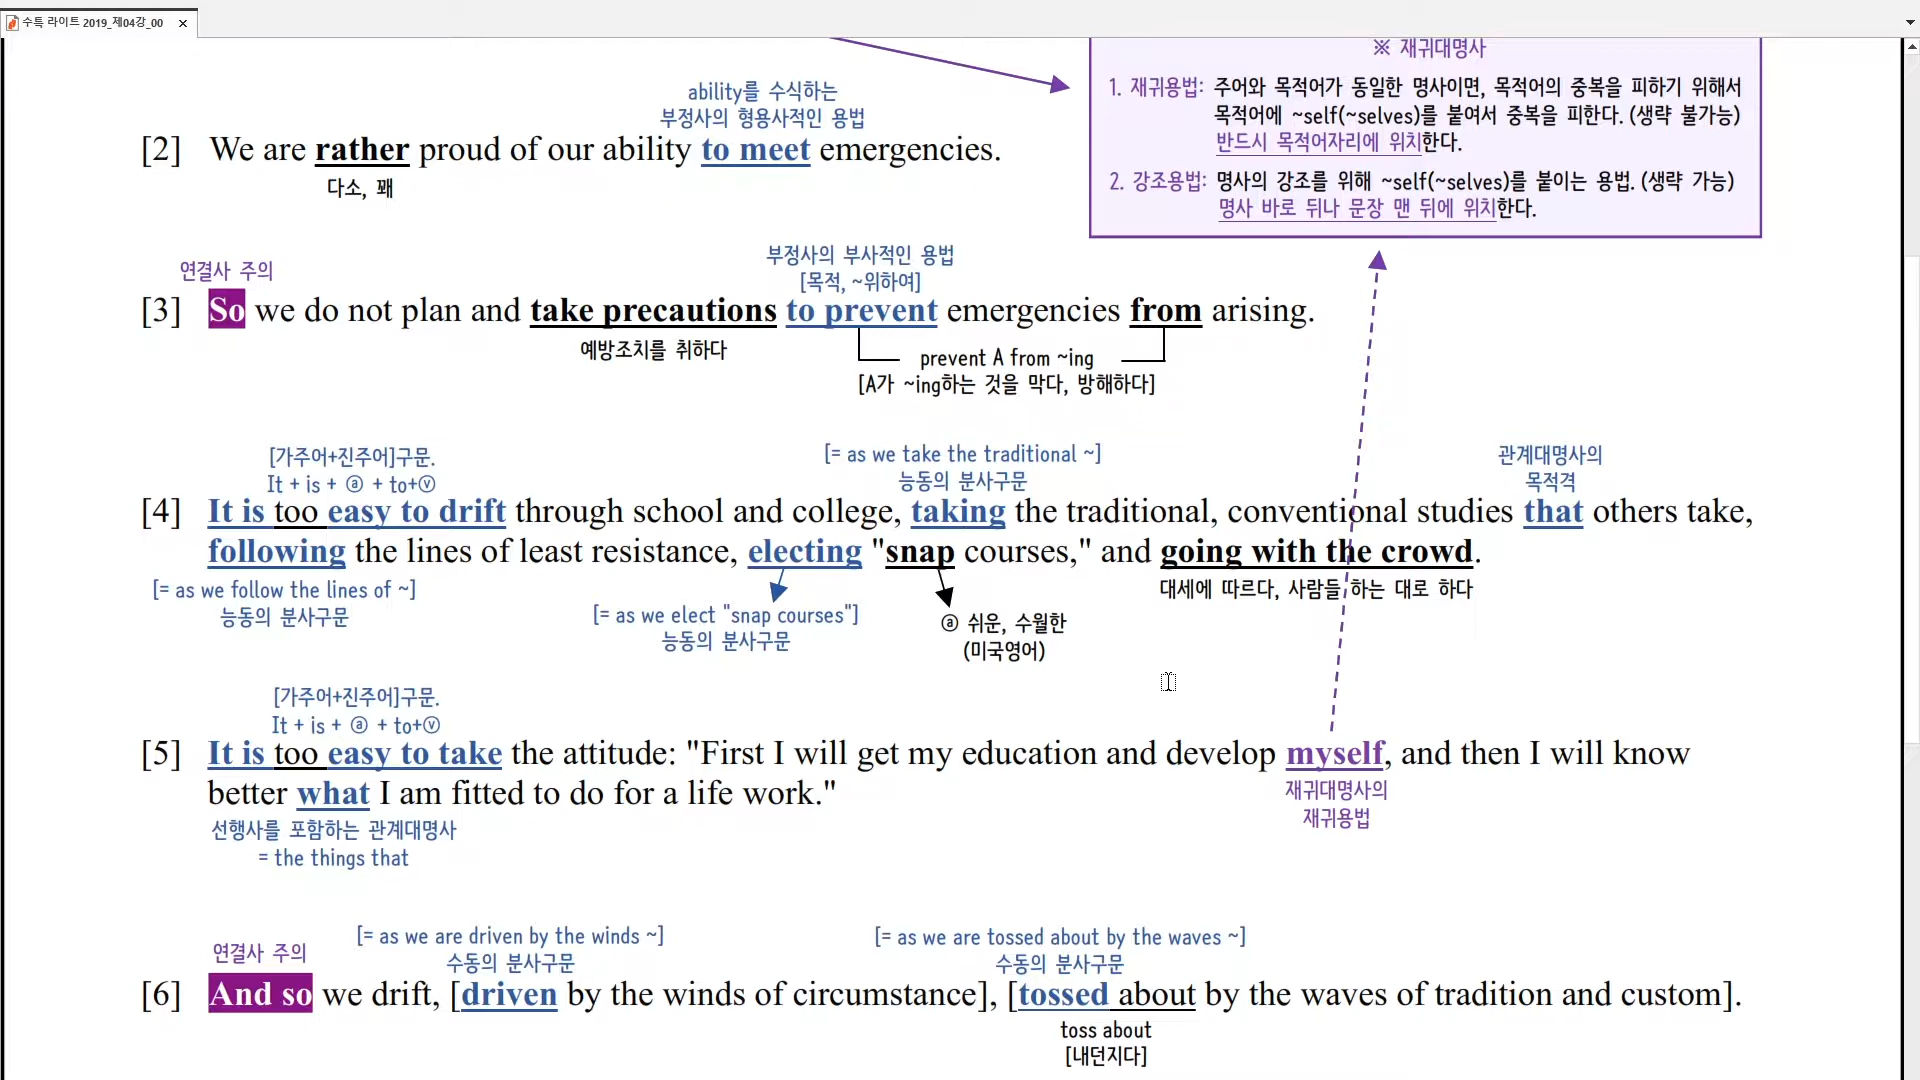 수특 라이트 2019_제04강_00
※ 재귀대명사
1. 재귀용법: 주어와 목적어가 동일한 명사이면, 목적어의 중복을 피하기 위해서
목적어에 ~self(~selves)를 붙여서 중복을 피한다. (생략 불가능)
반드시 목적어자리에 위치한다.
2. 강조용법: 명사의 강조를 위해 ~self(~selves)를 붙이는 용법. (생략 가능)
명사 바로 뒤나 문장 맨 뒤에 위치한다.
ability를 수식하는
부정사의 형용사적인 용법
[2] We are rather proud of our ability to meet emergencies.
다소, 꽤
연결사 주의
부정사의 부사적인 용법
[목적, ~위하여]
[3] So we do not plan and take precautions to prevent emergencies from arising.
예방조치를 취하다
prevent A from ~ing
[A가 ~ing하는 것을 막다, 방해하다]
[가주어+진주어]구문.
It + is + ⓐ + to+ⓥ
[= as we take the traditional ~]
능동의 분사구문
관계대명사의
목적격
[4] It is too easy to drift through school and college, taking the traditional, conventional studies that others take,
following the lines of least resistance, electing "snap courses," and going with the crowd.
[= as we follow the lines of ~]
능동의 분사구문
[= as we elect "snap courses"]
능동의 분사구문
ⓐ 쉬운, 수월한
(미국영어)
대세에 따르다, 사람들 하는 대로 하다
[가주어+진주어]구문.
It + is + ⓐ + to+ⓥ
[5] It is too easy to take the attitude: "First I will get my education and develop myself, and then I will know
better what I am fitted to do for a life work."
재귀대명사의
재귀용법
선행사를 포함하는 관계대명사
= the things that
연결사 주의
[= as we are driven by the winds ~]
수동의 분사구문
[= as we are tossed about by the waves ~]
수동의 분사구문
[6] And so we drift, [driven by the winds of circumstance], [tossed about by the waves of tradition and custom].
toss about
[내던지다]